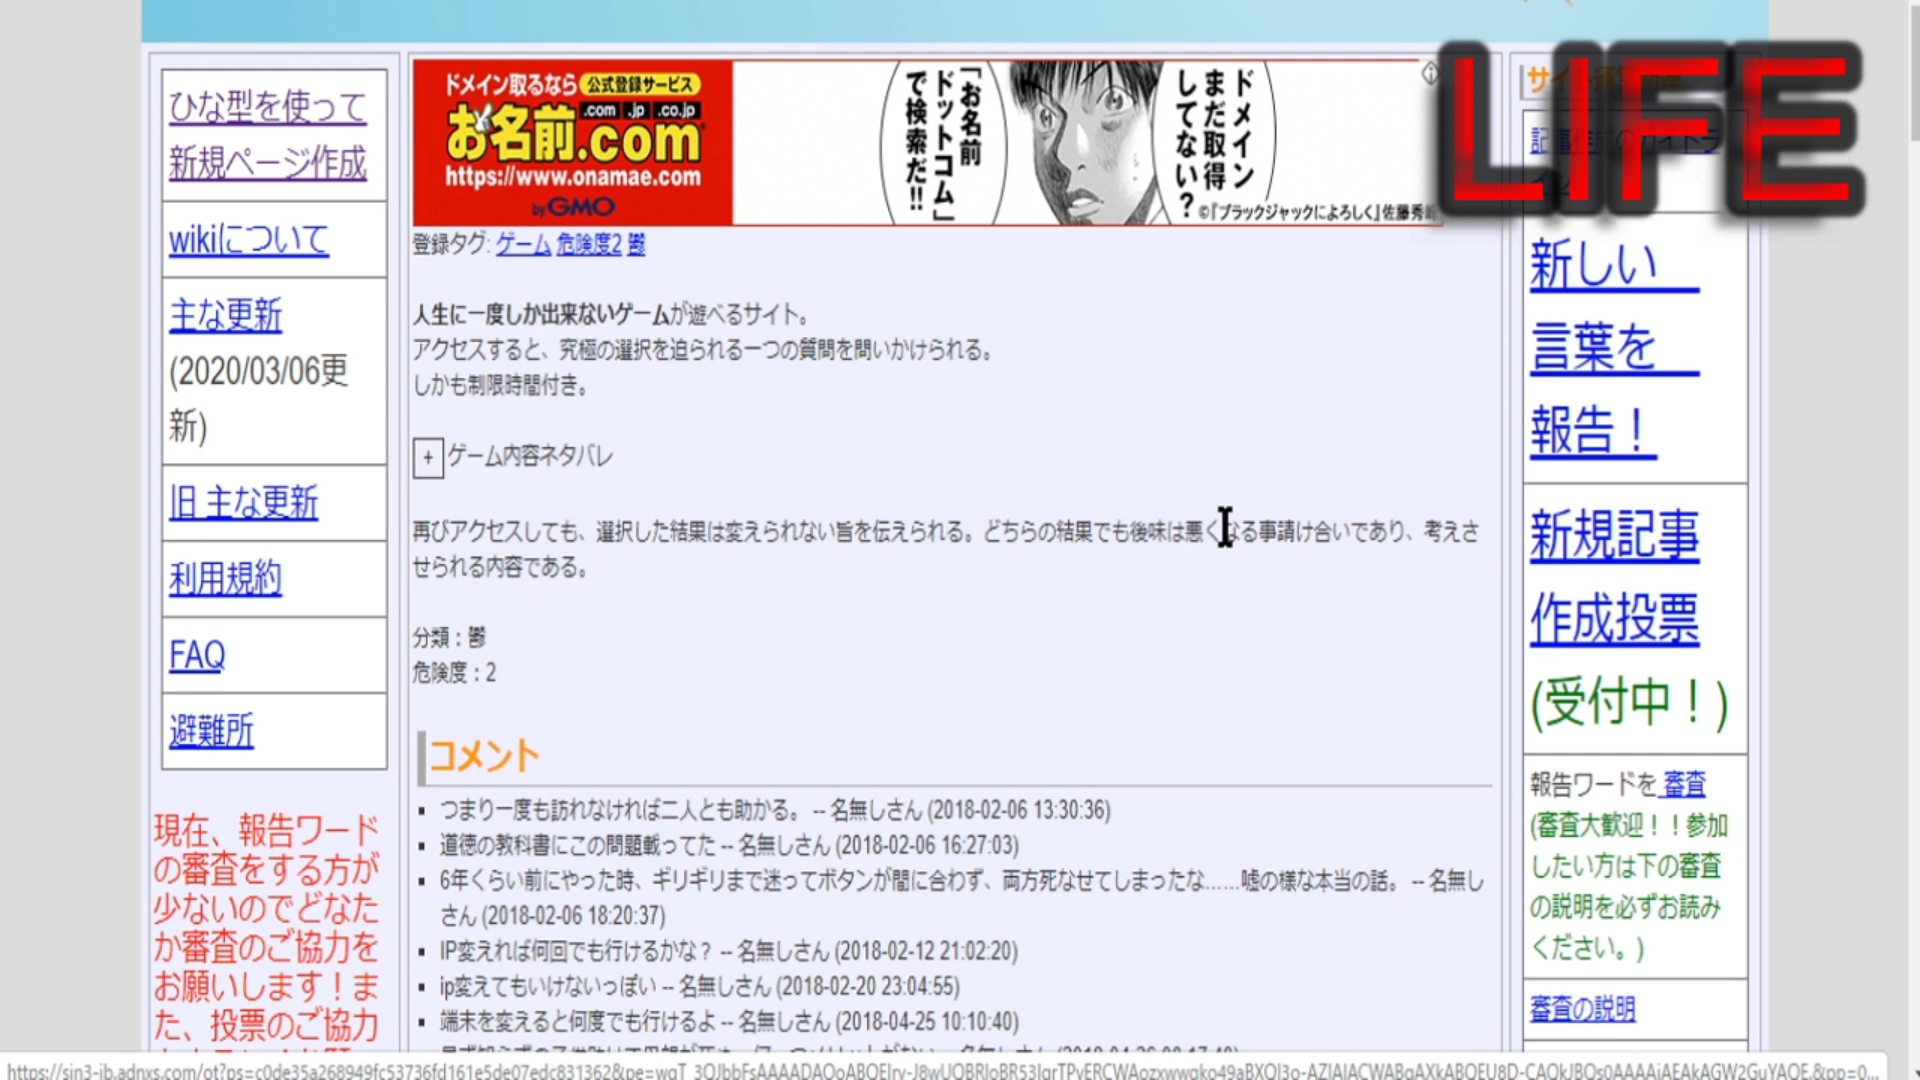 LIFE
ひな型を使って
新規ページ作成
wikiについて
主な更新
(2020/03/06更
新)
旧 主な更新
利用規約
FAQ
避難所
現在、報告ワード
の審査をする方が
少ないのでどなた
か審査のご協力を
お願いします！ま
た、投票のご協力
ドメイン取るなら 公式登録サービス
.com .jp .co.jp
お名前.com
https://www.onamae.com
by GMO
「お名前
ドットコム」
で検索だ!!
ドメイン
まだ取得
してない?
©『ブラックジャックによろしく』佐藤秀峰
登録タグ: ゲーム 危険度2 鬱
人生に一度しか出来ないゲームが遊べるサイト。
アクセスすると、究極の選択を迫られる一つの質問を問いかけられる。
しかも制限時間付き。
+ ゲーム内容ネタバレ
再びアクセスしても、選択した結果は変えられない旨を伝えられる。どちらの結果でも後味は悪くなる事請け合いであり、考えさ
せられる内容である。
分類：鬱
危険度：2
コメント
つまり一度も訪れなければ二人とも助かる。 -- 名無しさん (2018-02-06 13:30:36)
道徳の教科書にこの問題載ってた -- 名無しさん (2018-02-06 16:27:03)
6年くらい前にやった時、ギリギリまで迷ってボタンが間に合わず、両方死なせてしまったな……嘘の様な本当の話。 -- 名無し
さん (2018-02-06 18:20:37)
IP変えれば何回でも行けるかな？ -- 名無しさん (2018-02-12 21:02:20)
ip変えてもいけないっぽい -- 名無しさん (2018-02-20 23:04:55)
端末を変えると何度でも行けるよ -- 名無しさん (2018-04-25 10:10:40)
新しい
言葉を
報告！
新規記事
作成投票
(受付中！)
報告ワードを 審査
(審査大歓迎！！参加
したい方は下の審査
の説明を必ずお読み
ください。)
審査の説明